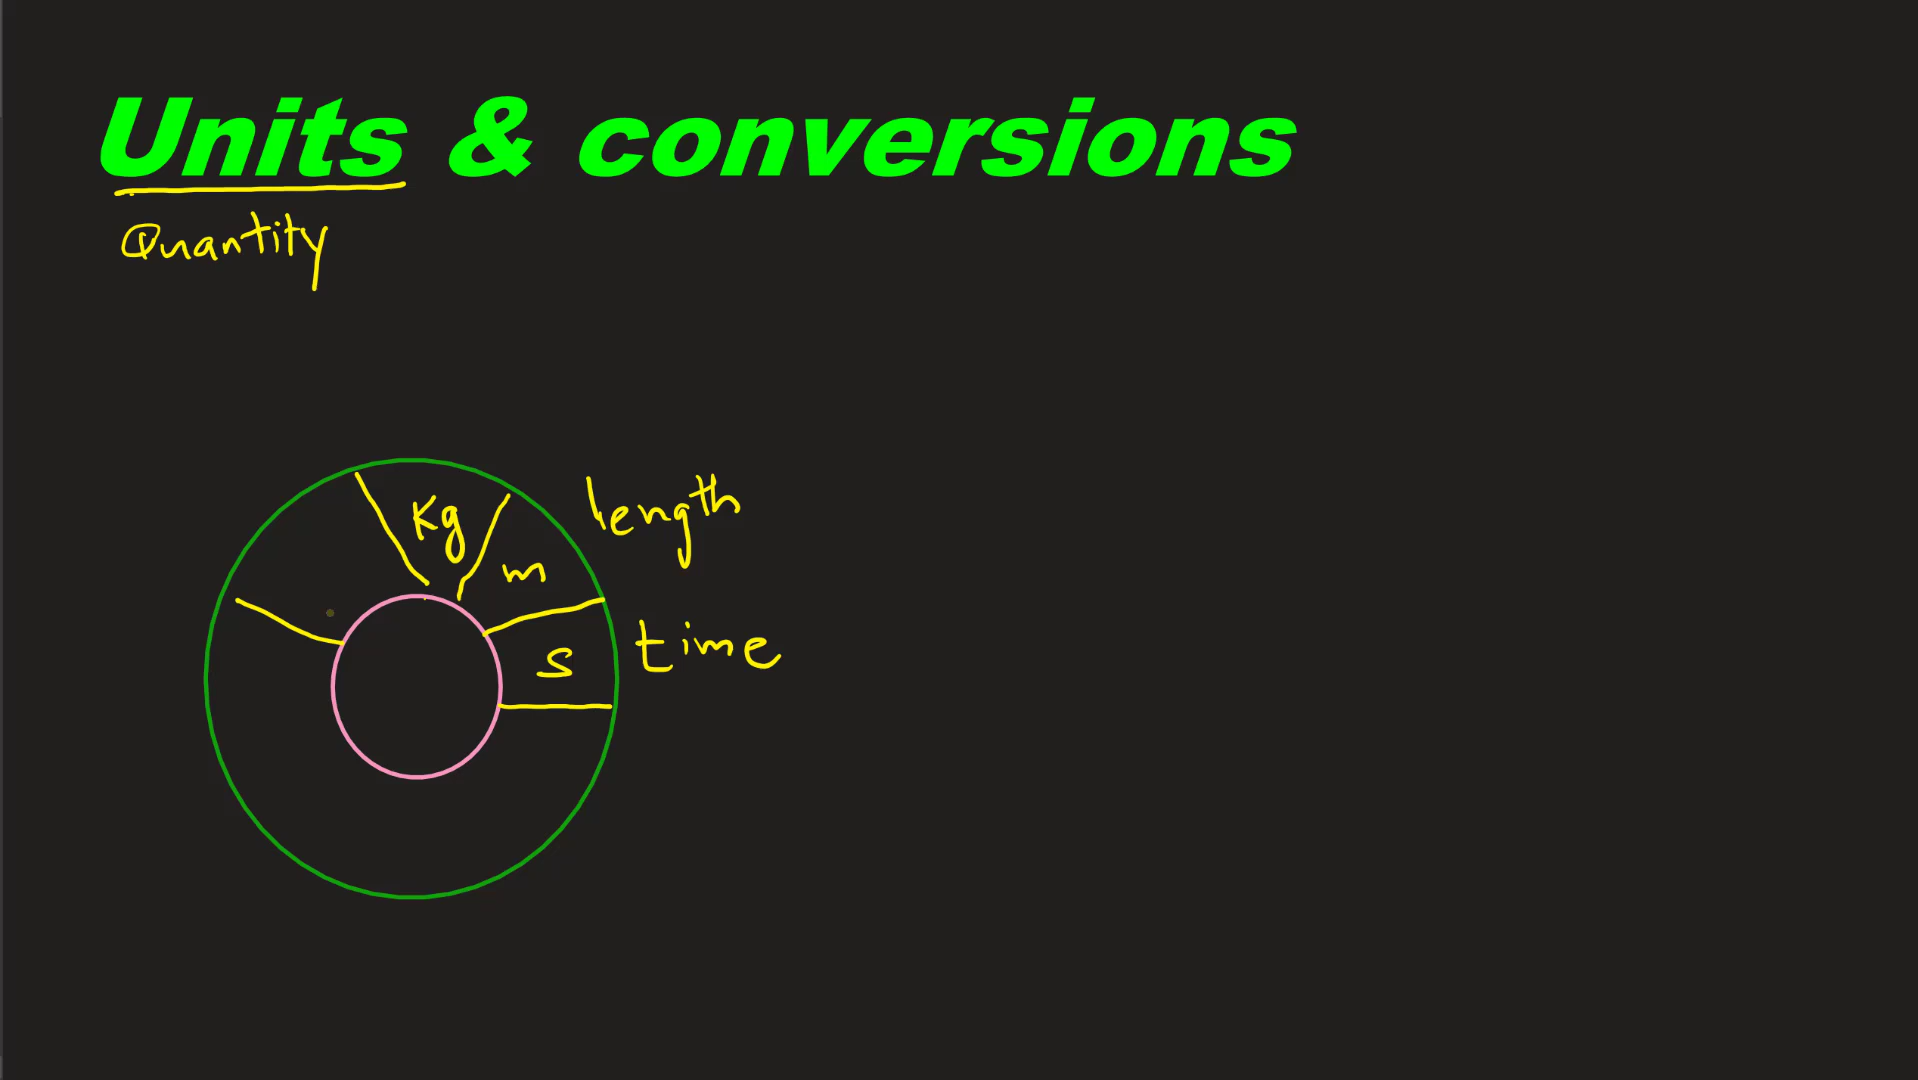 Units & conversions
Quantity
Kg
length
m
time
s